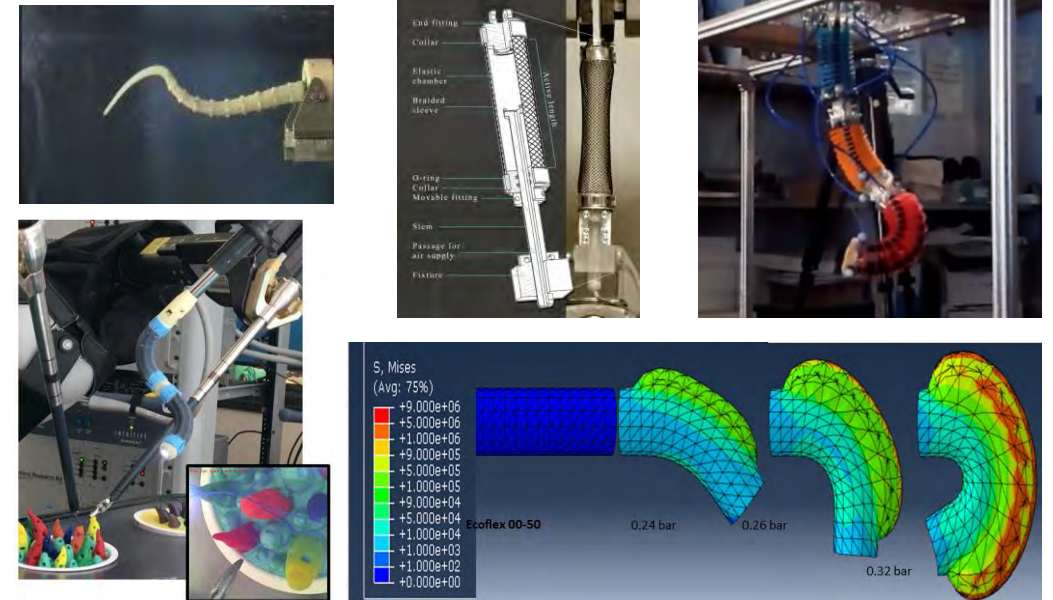 End fitting
Collar
Elastic
chamber
Braided
sleeve
Active length
O-ring
Collar
Movable fitting
Stem
Passage for
air supply
Fixture
INTUITIVE
S, Mises
(Avg: 75%)
+9.000e+06
+5.000e+06
+1.000e+06
+9.000e+05
+5.000e+05
+1.000e+05
+9.000e+04
+5.000e+04
+1.000e+04
+1.000e+03
+1.000e+02
+0.000e+00
Ecoflex 00-50
0.24 bar
0.26 bar
0.32 bar